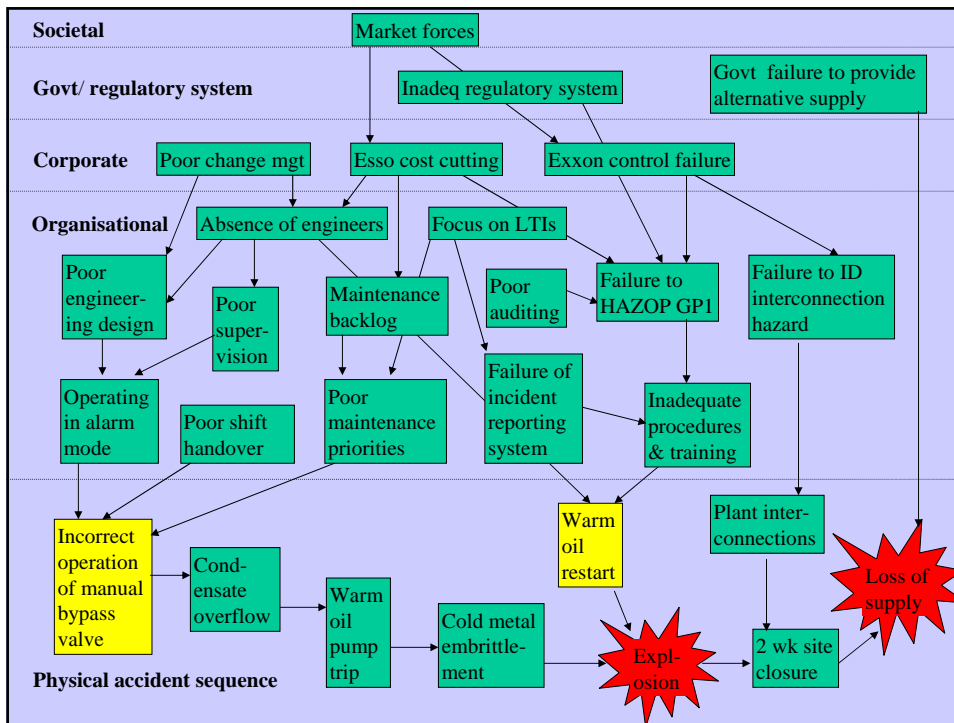 Societal
Market forces
Govt/ regulatory system
Inadeq regulatory system
Govt failure to provide
alternative supply
Corporate
Poor change mgt
Esso cost cutting
Exxon control failure
Organisational
Absence of engineers
Focus on LTIs
Poor
engineer-
ing design
Poor
super-
vision
Maintenance
backlog
Poor
auditing
Failure to
HAZOP GP1
Failure to ID
interconnection
hazard
Operating
in alarm
mode
Poor shift
handover
Poor
maintenance
priorities
Failure of
incident
reporting
system
Inadequate
procedures
& training
Incorrect
operation
of manual
bypass
valve
Cond-
ensate
overflow
Warm
oil
pump
trip
Cold metal
embrittle-
ment
Warm
oil
restart
Expl-
osion
Plant inter-
connections
2 wk site
closure
Loss of
supply
Physical accident sequence